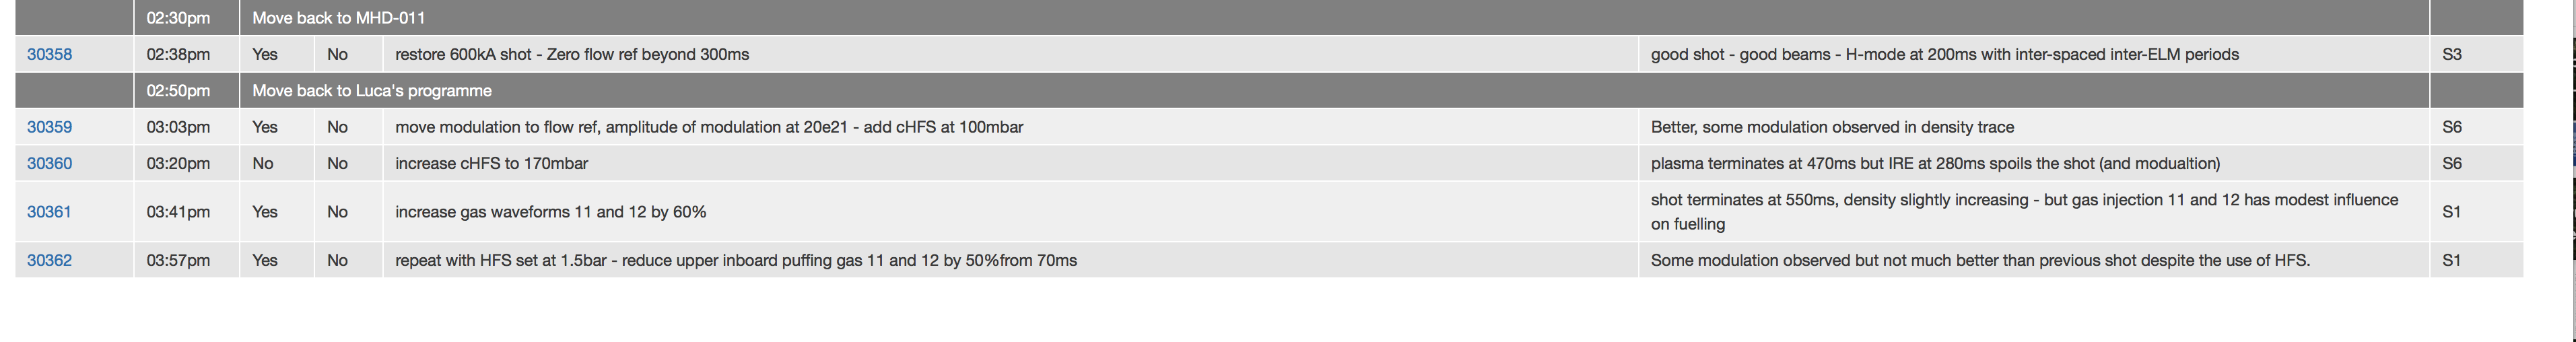 02:30pm Move back to MHD-011
30358 02:38pm Yes No restore 600kA shot - Zero flow ref beyond 300ms good shot - good beams - H-mode at 200ms with inter-spaced inter-ELM periods S3
02:50pm Move back to Luca's programme
30359 03:03pm Yes No move modulation to flow ref, amplitude of modulation at 20e21 - add cHFS at 100mbar Better, some modulation observed in density trace S6
30360 03:20pm No No increase cHFS to 170mbar plasma terminates at 470ms but IRE at 280ms spoils the shot (and modualtion) S6
30361 03:41pm Yes No increase gas waveforms 11 and 12 by 60% shot terminates at 550ms, density slightly increasing - but gas injection 11 and 12 has modest influence
on fuelling S1
30362 03:57pm Yes No repeat with HFS set at 1.5bar - reduce upper inboard puffing gas 11 and 12 by 50%from 70ms Some modulation observed but not much better than previous shot despite the use of HFS. S1